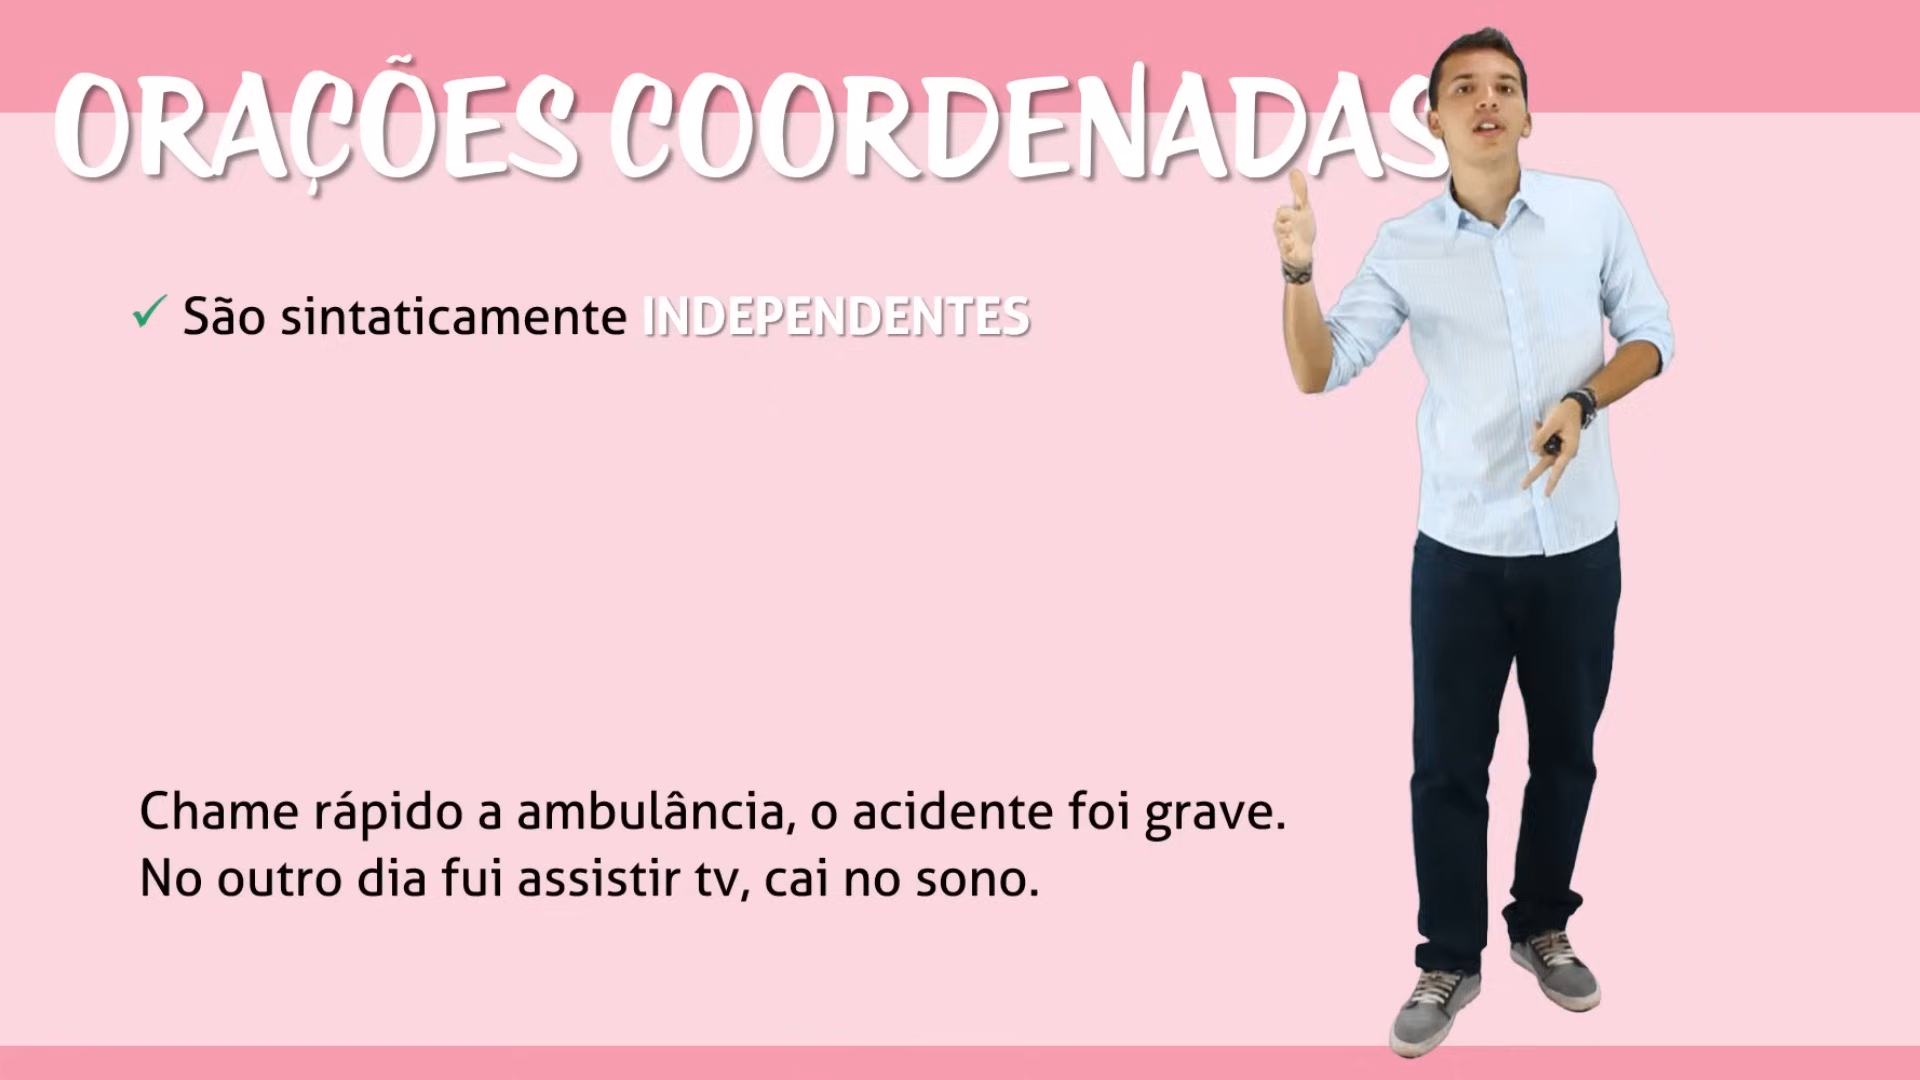 ORAÇÕES COORDENADAS
✓ São sintaticamente INDEPENDENTES
Chame rápido a ambulância, o acidente foi grave.
No outro dia fui assistir tv, cai no sono.